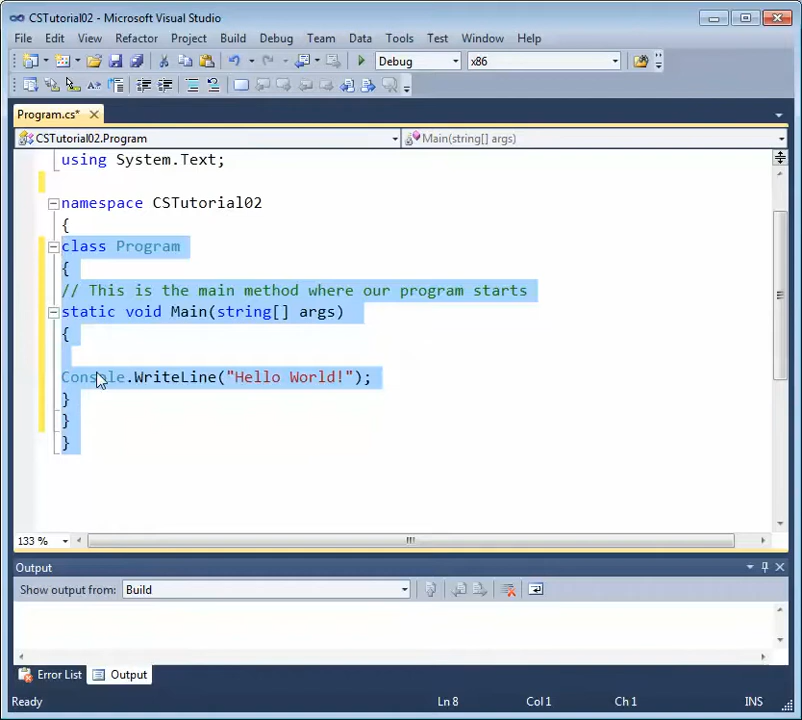 CSTutorial02 - Microsoft Visual Studio
File Edit View Refactor Project Build Debug Team Data Tools Test Window Help
Debug x86
Program.cs*
CSTutorial02.Program Main(string[] args)
using System.Text;
namespace CSTutorial02
{
class Program
{
// This is the main method where our program starts
static void Main(string[] args)
{
Console.WriteLine("Hello World!");
}
}
}
133 %
Output
Show output from: Build
Error List Output
Ready Ln 8 Col 1 Ch 1 INS